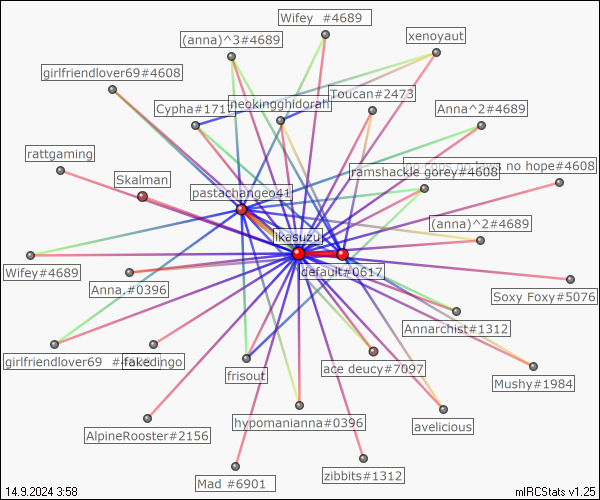 Wifey  #4689
(anna)^3#4689
xenoyaut
girlfriendlover69#4608
Toucan#2473
neokingghidorah
Cypha#171
Anna^2#4689
rattgaming
no hope#4608
ramshackle gorey#4608
Skalman
pastachangeo41
(anna)^2#4689
ikasuzu
Wifey#4689
default#0617
Anna,#0396
Soxy Foxy#5076
Annarchist#1312
girlfriendlover69
fakedingo
frisout
ace deucy#7097
Mushy#1984
hypomanianna#0396
avelicious
AlpineRooster#2156
Mad #6901
zibbits#1312
14.9.2024 3:58
mIRCStats v1.25